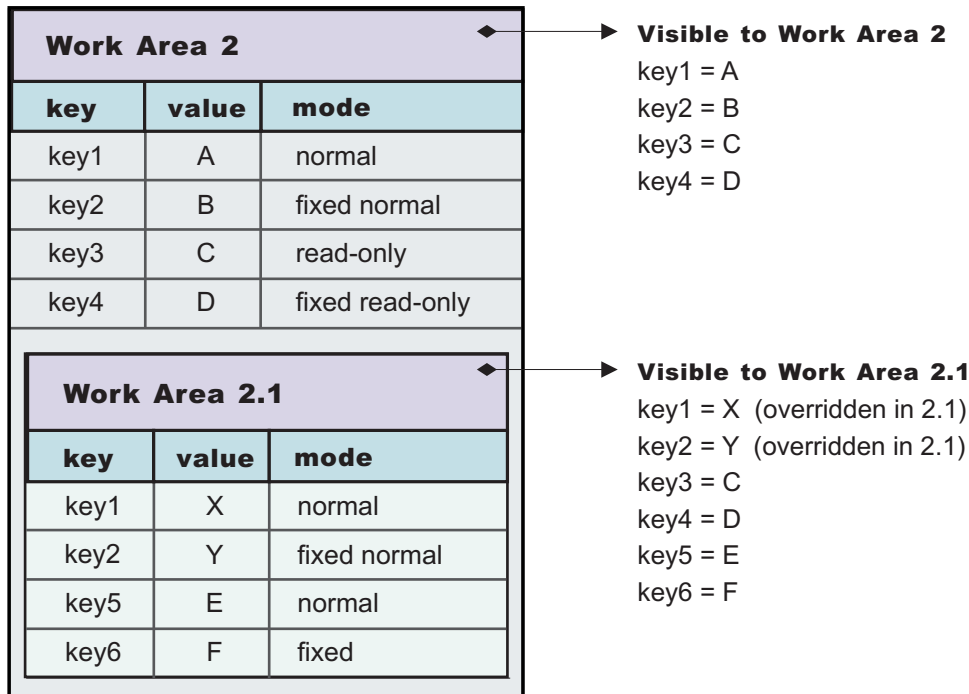 Work Area 2
key value mode
key1 A normal
key2 B fixed normal
key3 C read-only
key4 D fixed read-only
Visible to Work Area 2
key1 = A
key2 = B
key3 = C
key4 = D
Work Area 2.1
key value mode
key1 X normal
key2 Y fixed normal
key5 E normal
key6 F fixed
Visible to Work Area 2.1
key1 = X (overridden in 2.1)
key2 = Y (overridden in 2.1)
key3 = C
key4 = D
key5 = E
key6 = F